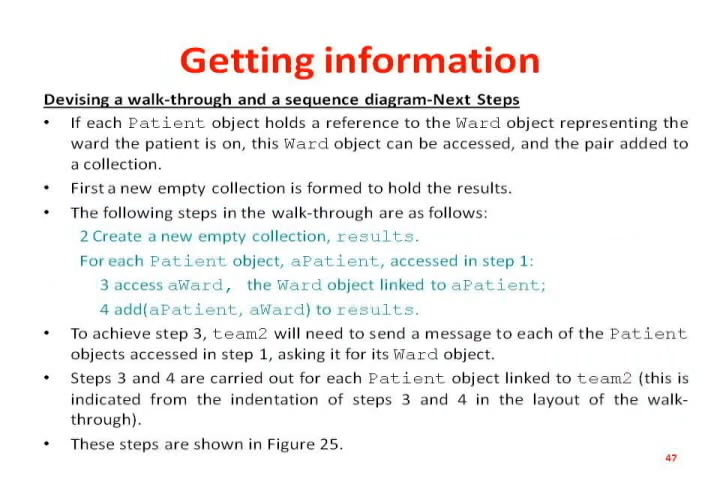 Getting information
Devising a walk-through and a sequence diagram-Next Steps
• If each Patient object holds a reference to the Ward object representing the
ward the patient is on, this Ward object can be accessed, and the pair added to
a collection.
• First a new empty collection is formed to hold the results.
• The following steps in the walk-through are as follows:
2 Create a new empty collection, results.
For each Patient object, aPatient, accessed in step 1:
3 access aWard, the Ward object linked to aPatient;
4 add(aPatient, aWard) to results.
• To achieve step 3, team2 will need to send a message to each of the Patient
objects accessed in step 1, asking it for its Ward object.
• Steps 3 and 4 are carried out for each Patient object linked to team2 (this is
indicated from the indentation of steps 3 and 4 in the layout of the walk-
through).
• These steps are shown in Figure 25.
47